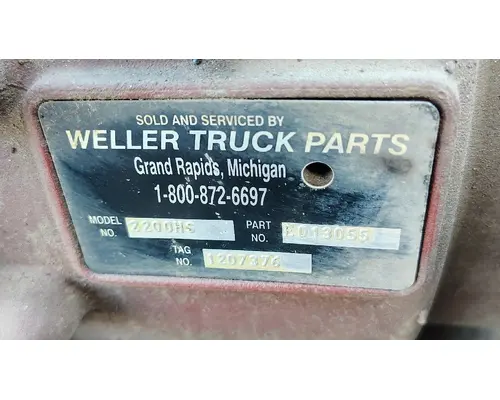 SOLD AND SERVICED BY
WELLER TRUCK PARTS
Grand Rapids, Michigan
1-800-872-6697
MODEL NO. 2200HS PART NO.
TAG NO. 1207376